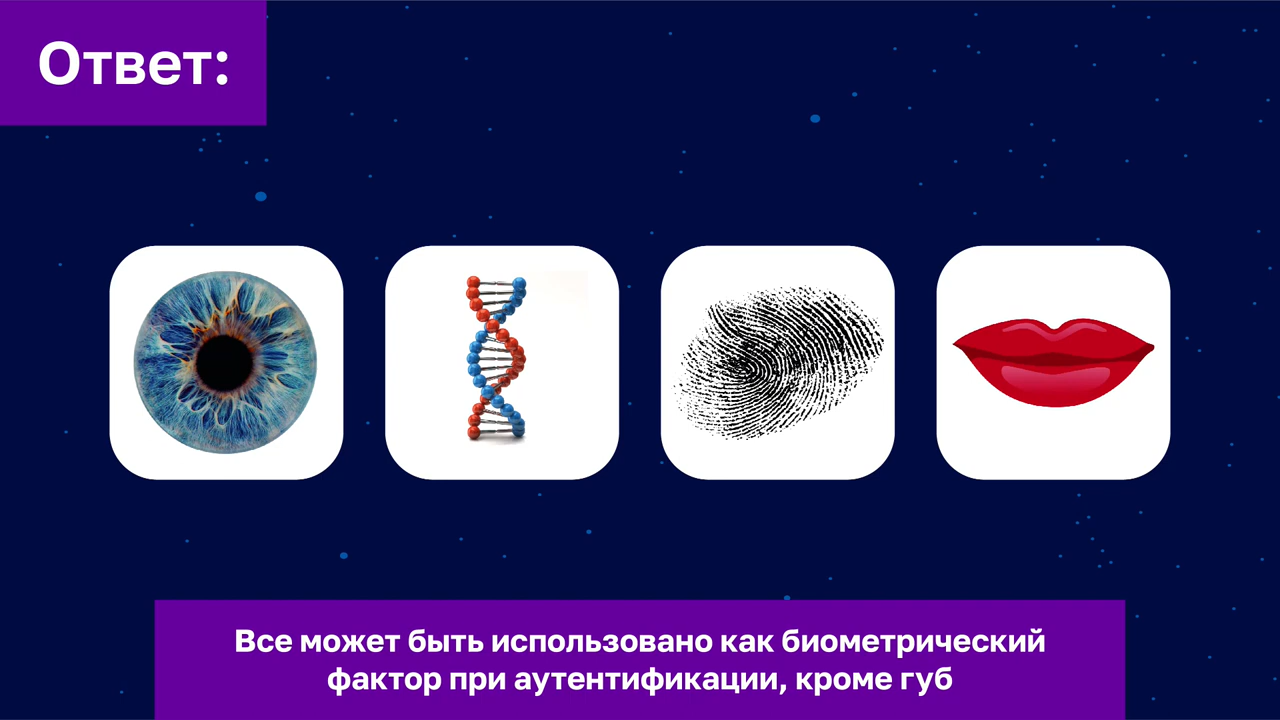 Ответ:
Все может быть использовано как биометрический
фактор при аутентификации, кроме губ